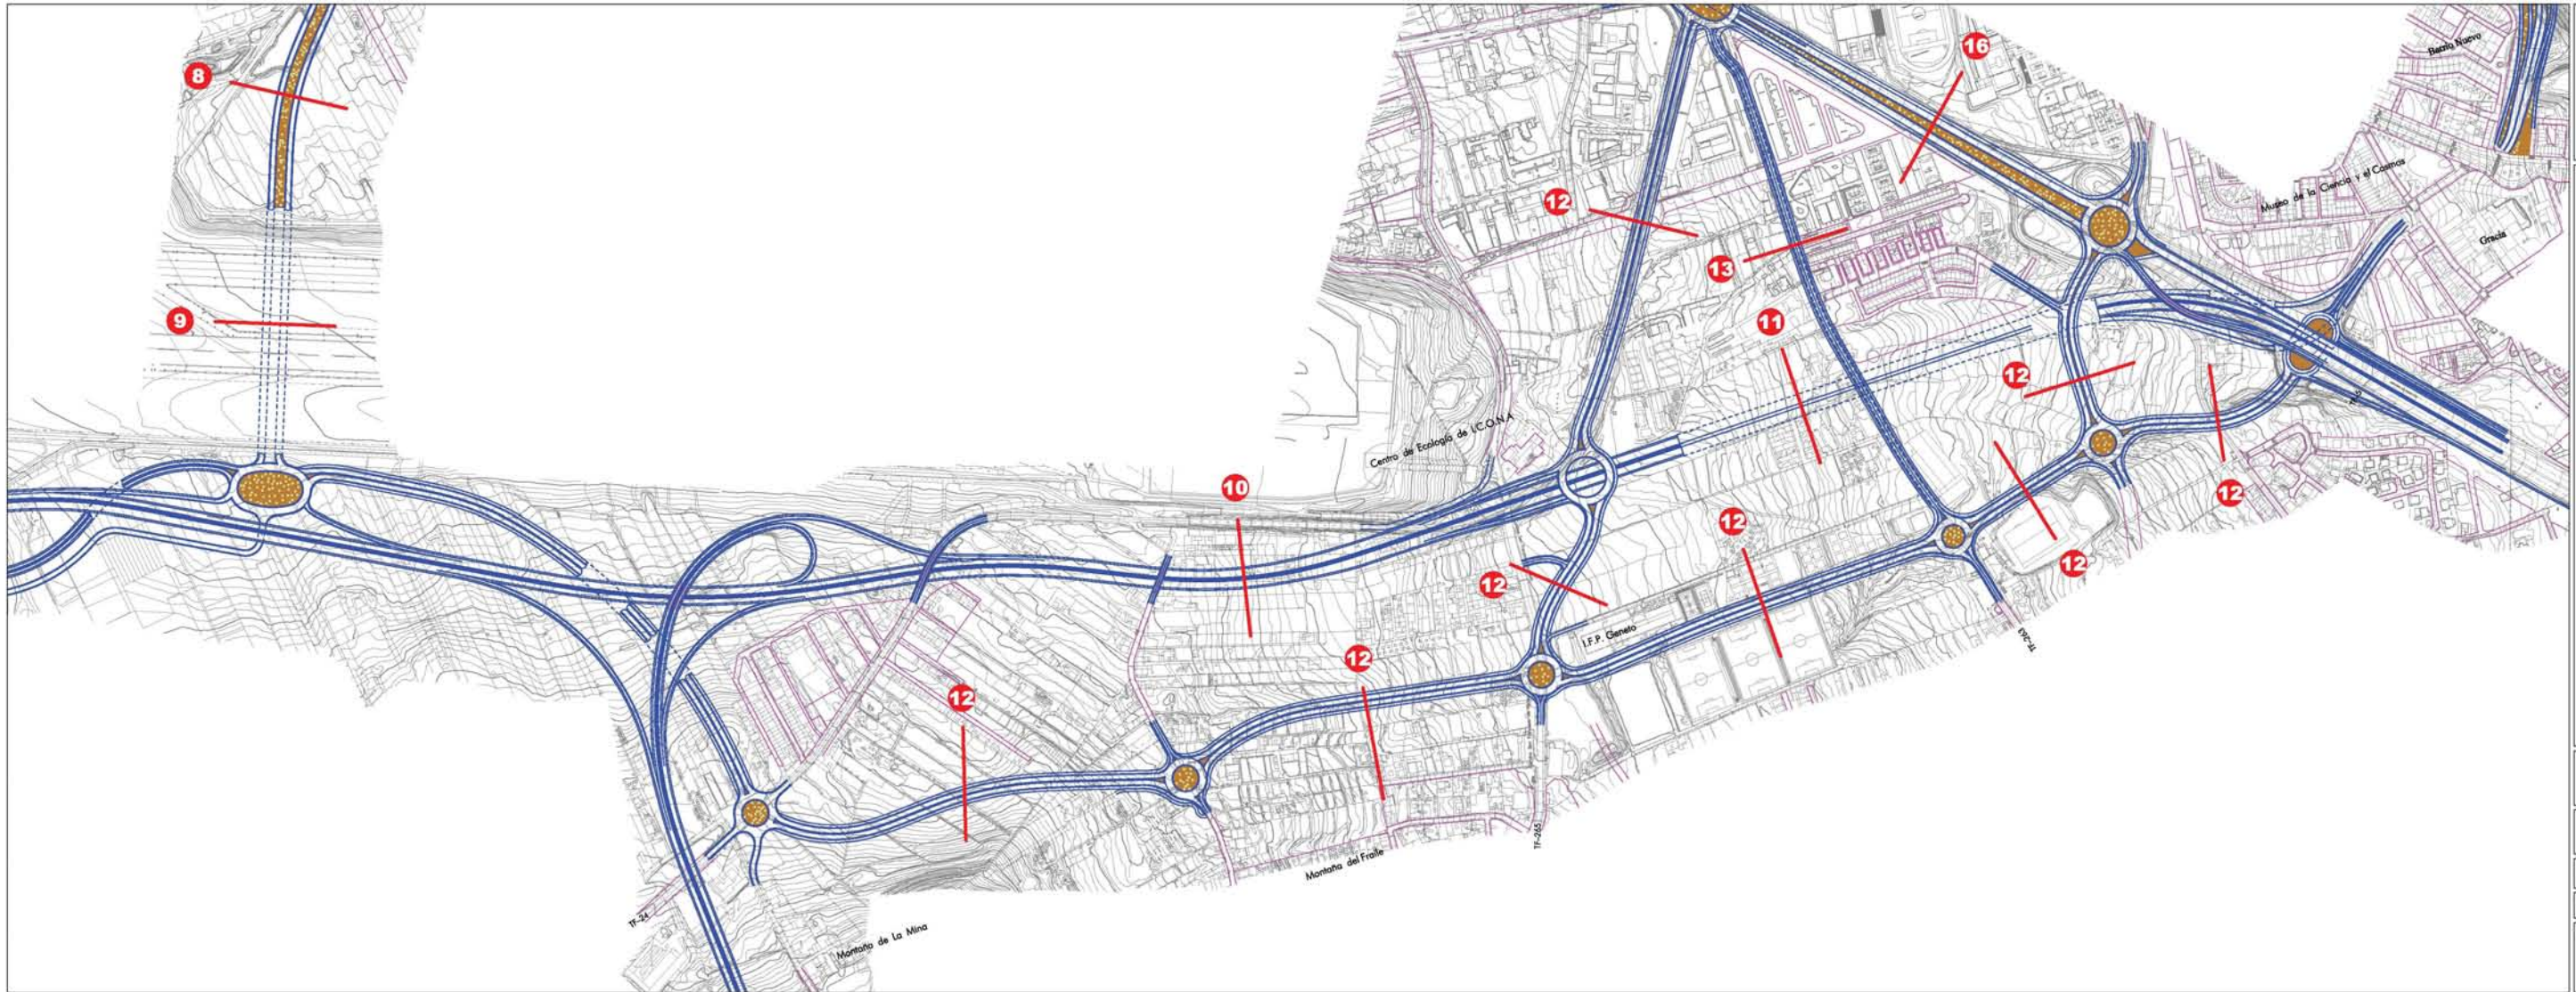 16
Barrio Nuevo
8
Museo de la Ciencia y el Cosmos
12
Gracia
13
9
11
12
Centro de Ecología de I.C.O.N.A
10
12
12
12
12
I.F.P. Geneto
TF-263
12
12
TF-265
Montaña del Fraile
TF-24
Montaña de La Mina